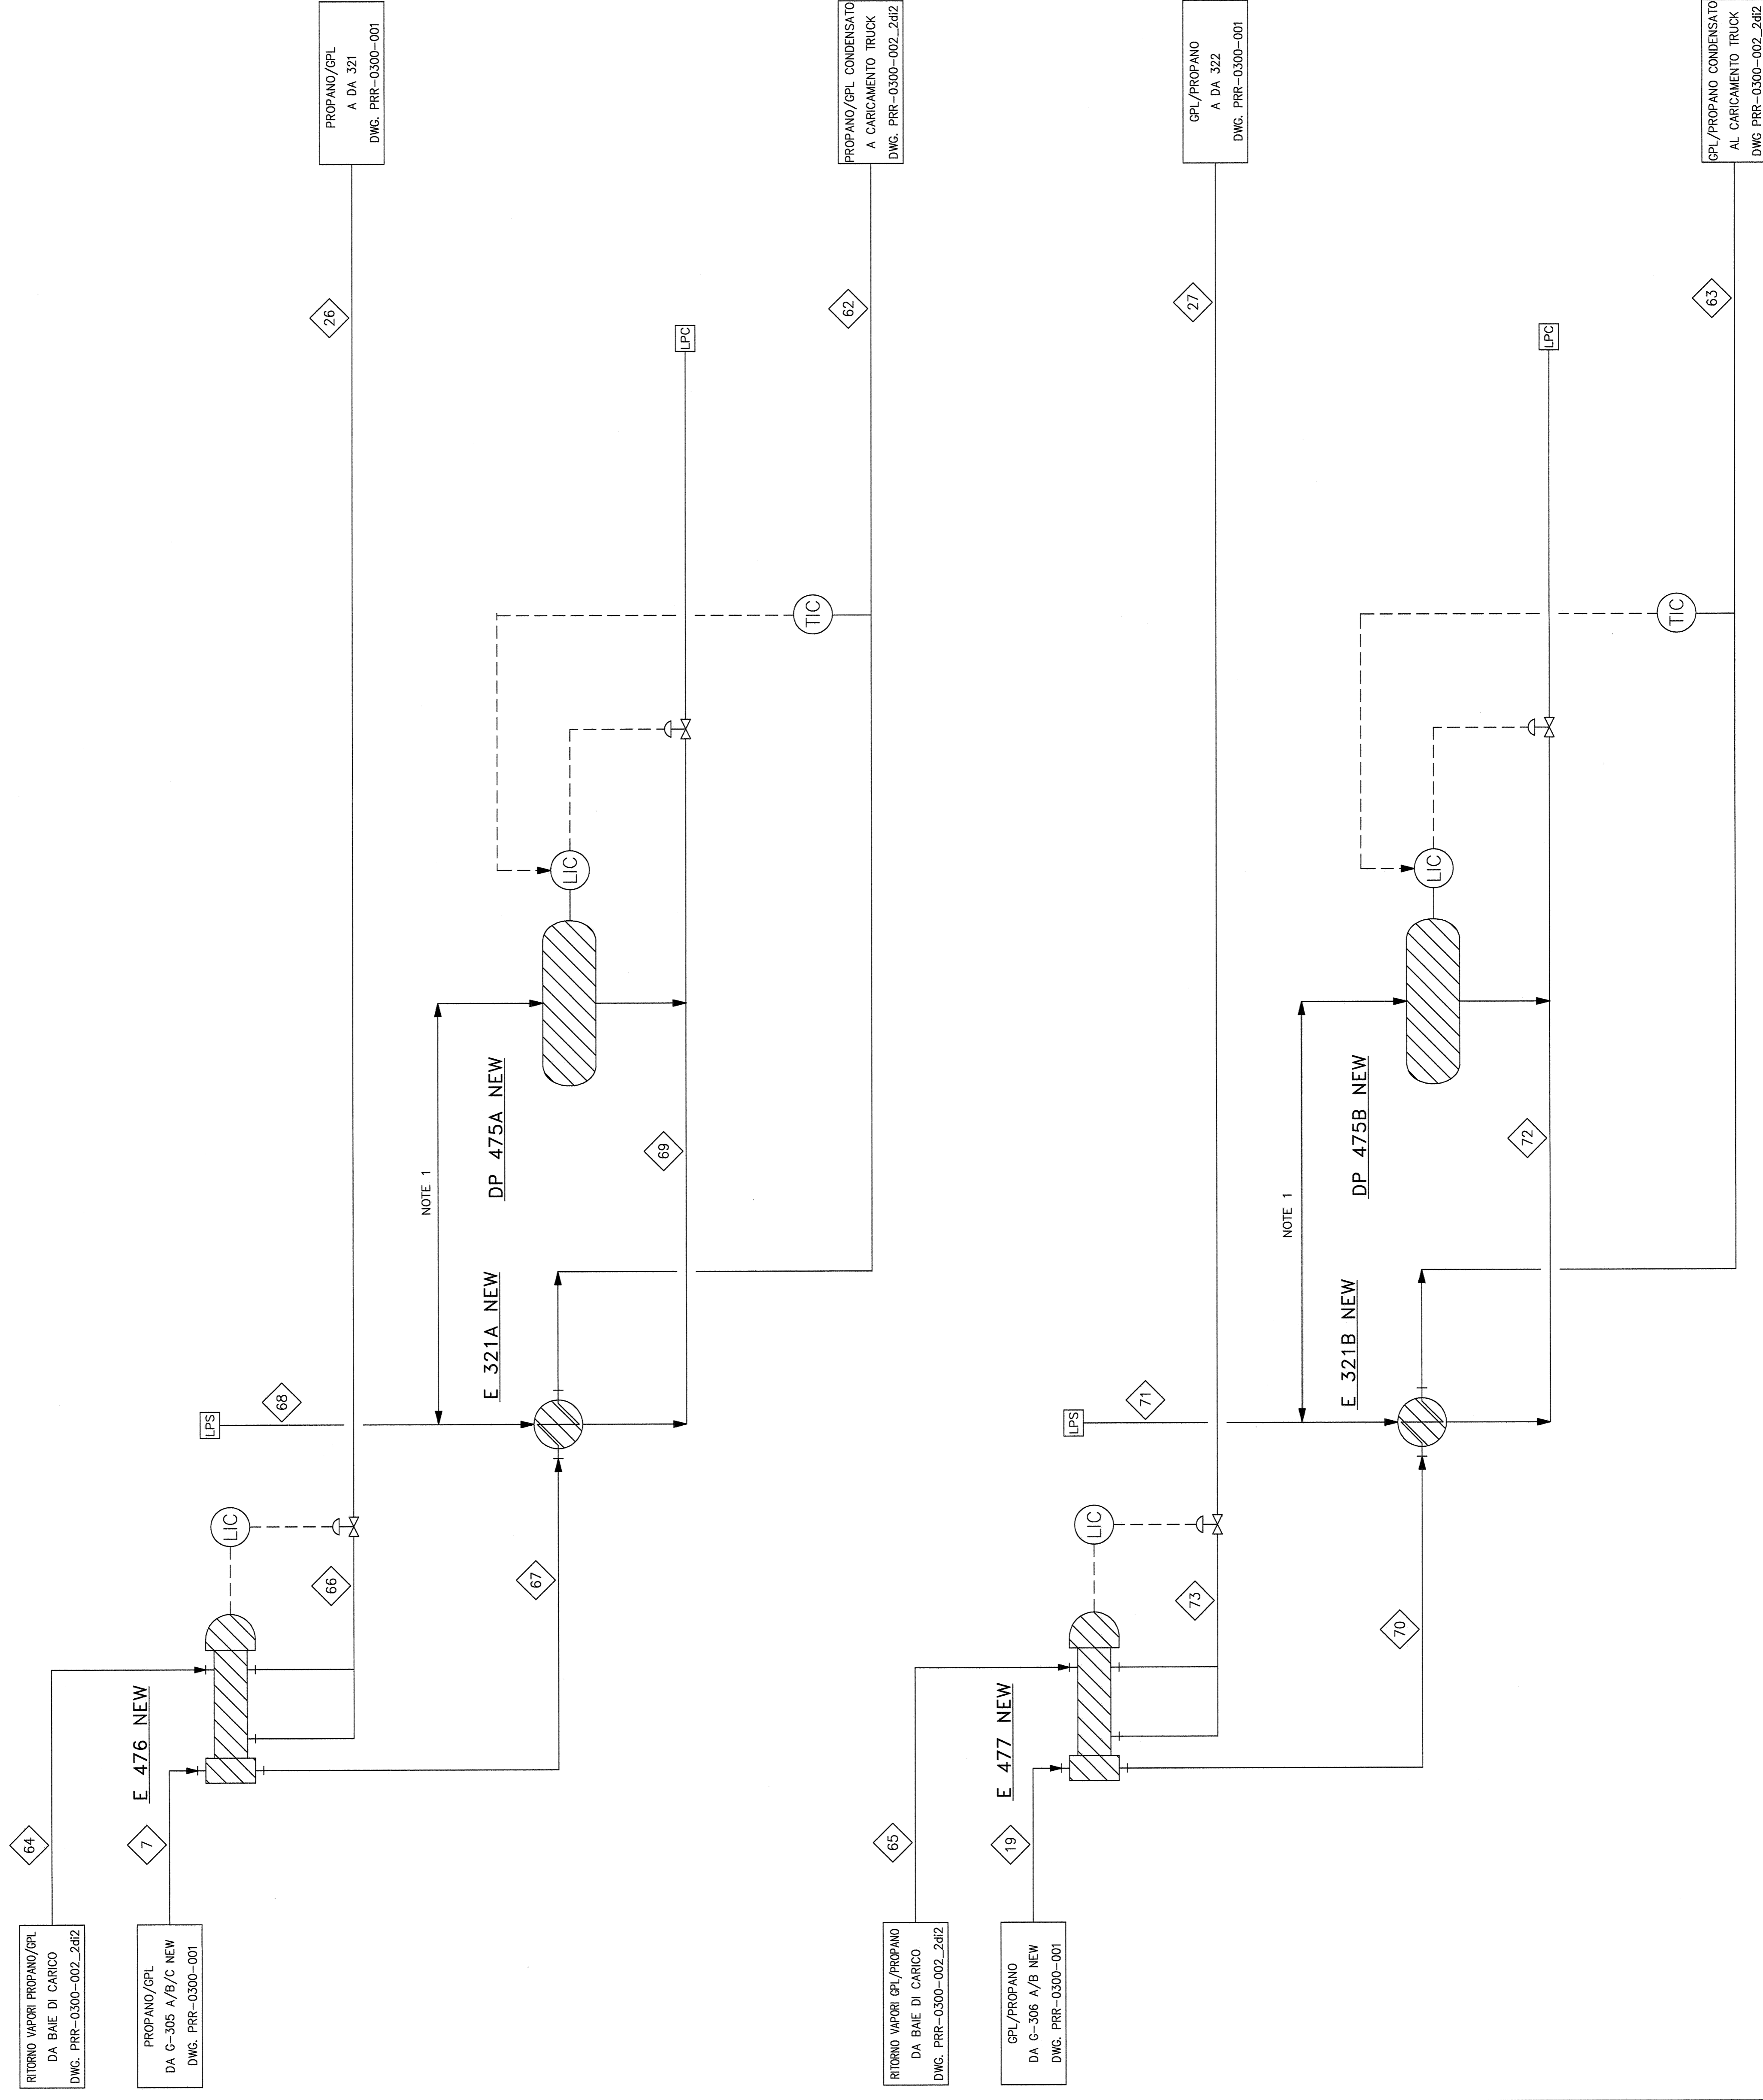 RITORNO VAPORI PROPANO/GPL
DA BAIE DI CARICO
DWG. PRR-0300-002_2di2
64
PROPANO/GPL
DA G-305 A/B/C NEW
DWG. PRR-0300-001
7
E 476 NEW
LIC
66
67
LPS
68
26
PROPANO/GPL
A DA 321
DWG. PRR-0300-001
NOTE 1
E 321A NEW
DP 475A NEW
LIC
69
LPC
TIC
62
PROPANO/GPL CONDENSATO
A CARICAMENTO TRUCK
DWG. PRR-0300-002_2di2
RITORNO VAPORI GPL/PROPANO
DA BAIE DI CARICO
DWG. PRR-0300-002_2di2
65
GPL/PROPANO
DA G-306 A/B NEW
DWG. PRR-0300-001
19
E 477 NEW
LIC
73
70
LPS
71
27
GPL/PROPANO
A DA 322
DWG. PRR-0300-001
NOTE 1
E 321B NEW
DP 475B NEW
LIC
72
LPC
TIC
63
GPL/PROPANO CONDENSATO
AL CARICAMENTO TRUCK
DWG PRR-0300-002_2di2